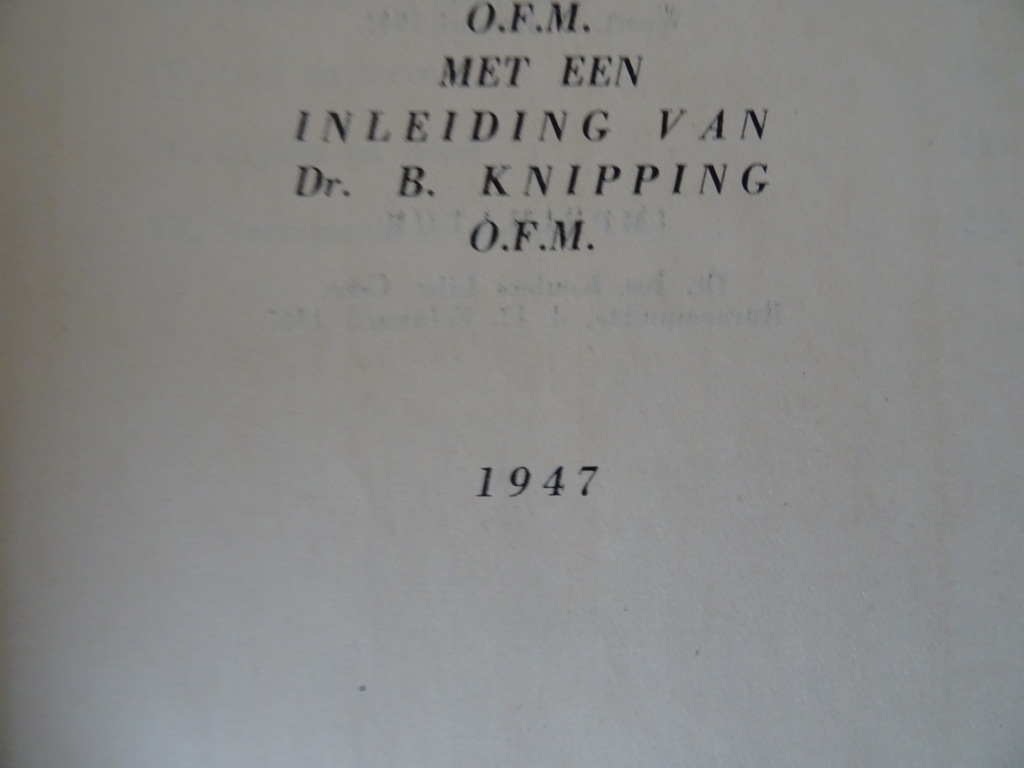 O.F.M.
MET EEN
INLEIDING VAN
Dr. B. KNIPPING
O.F.M.
1947